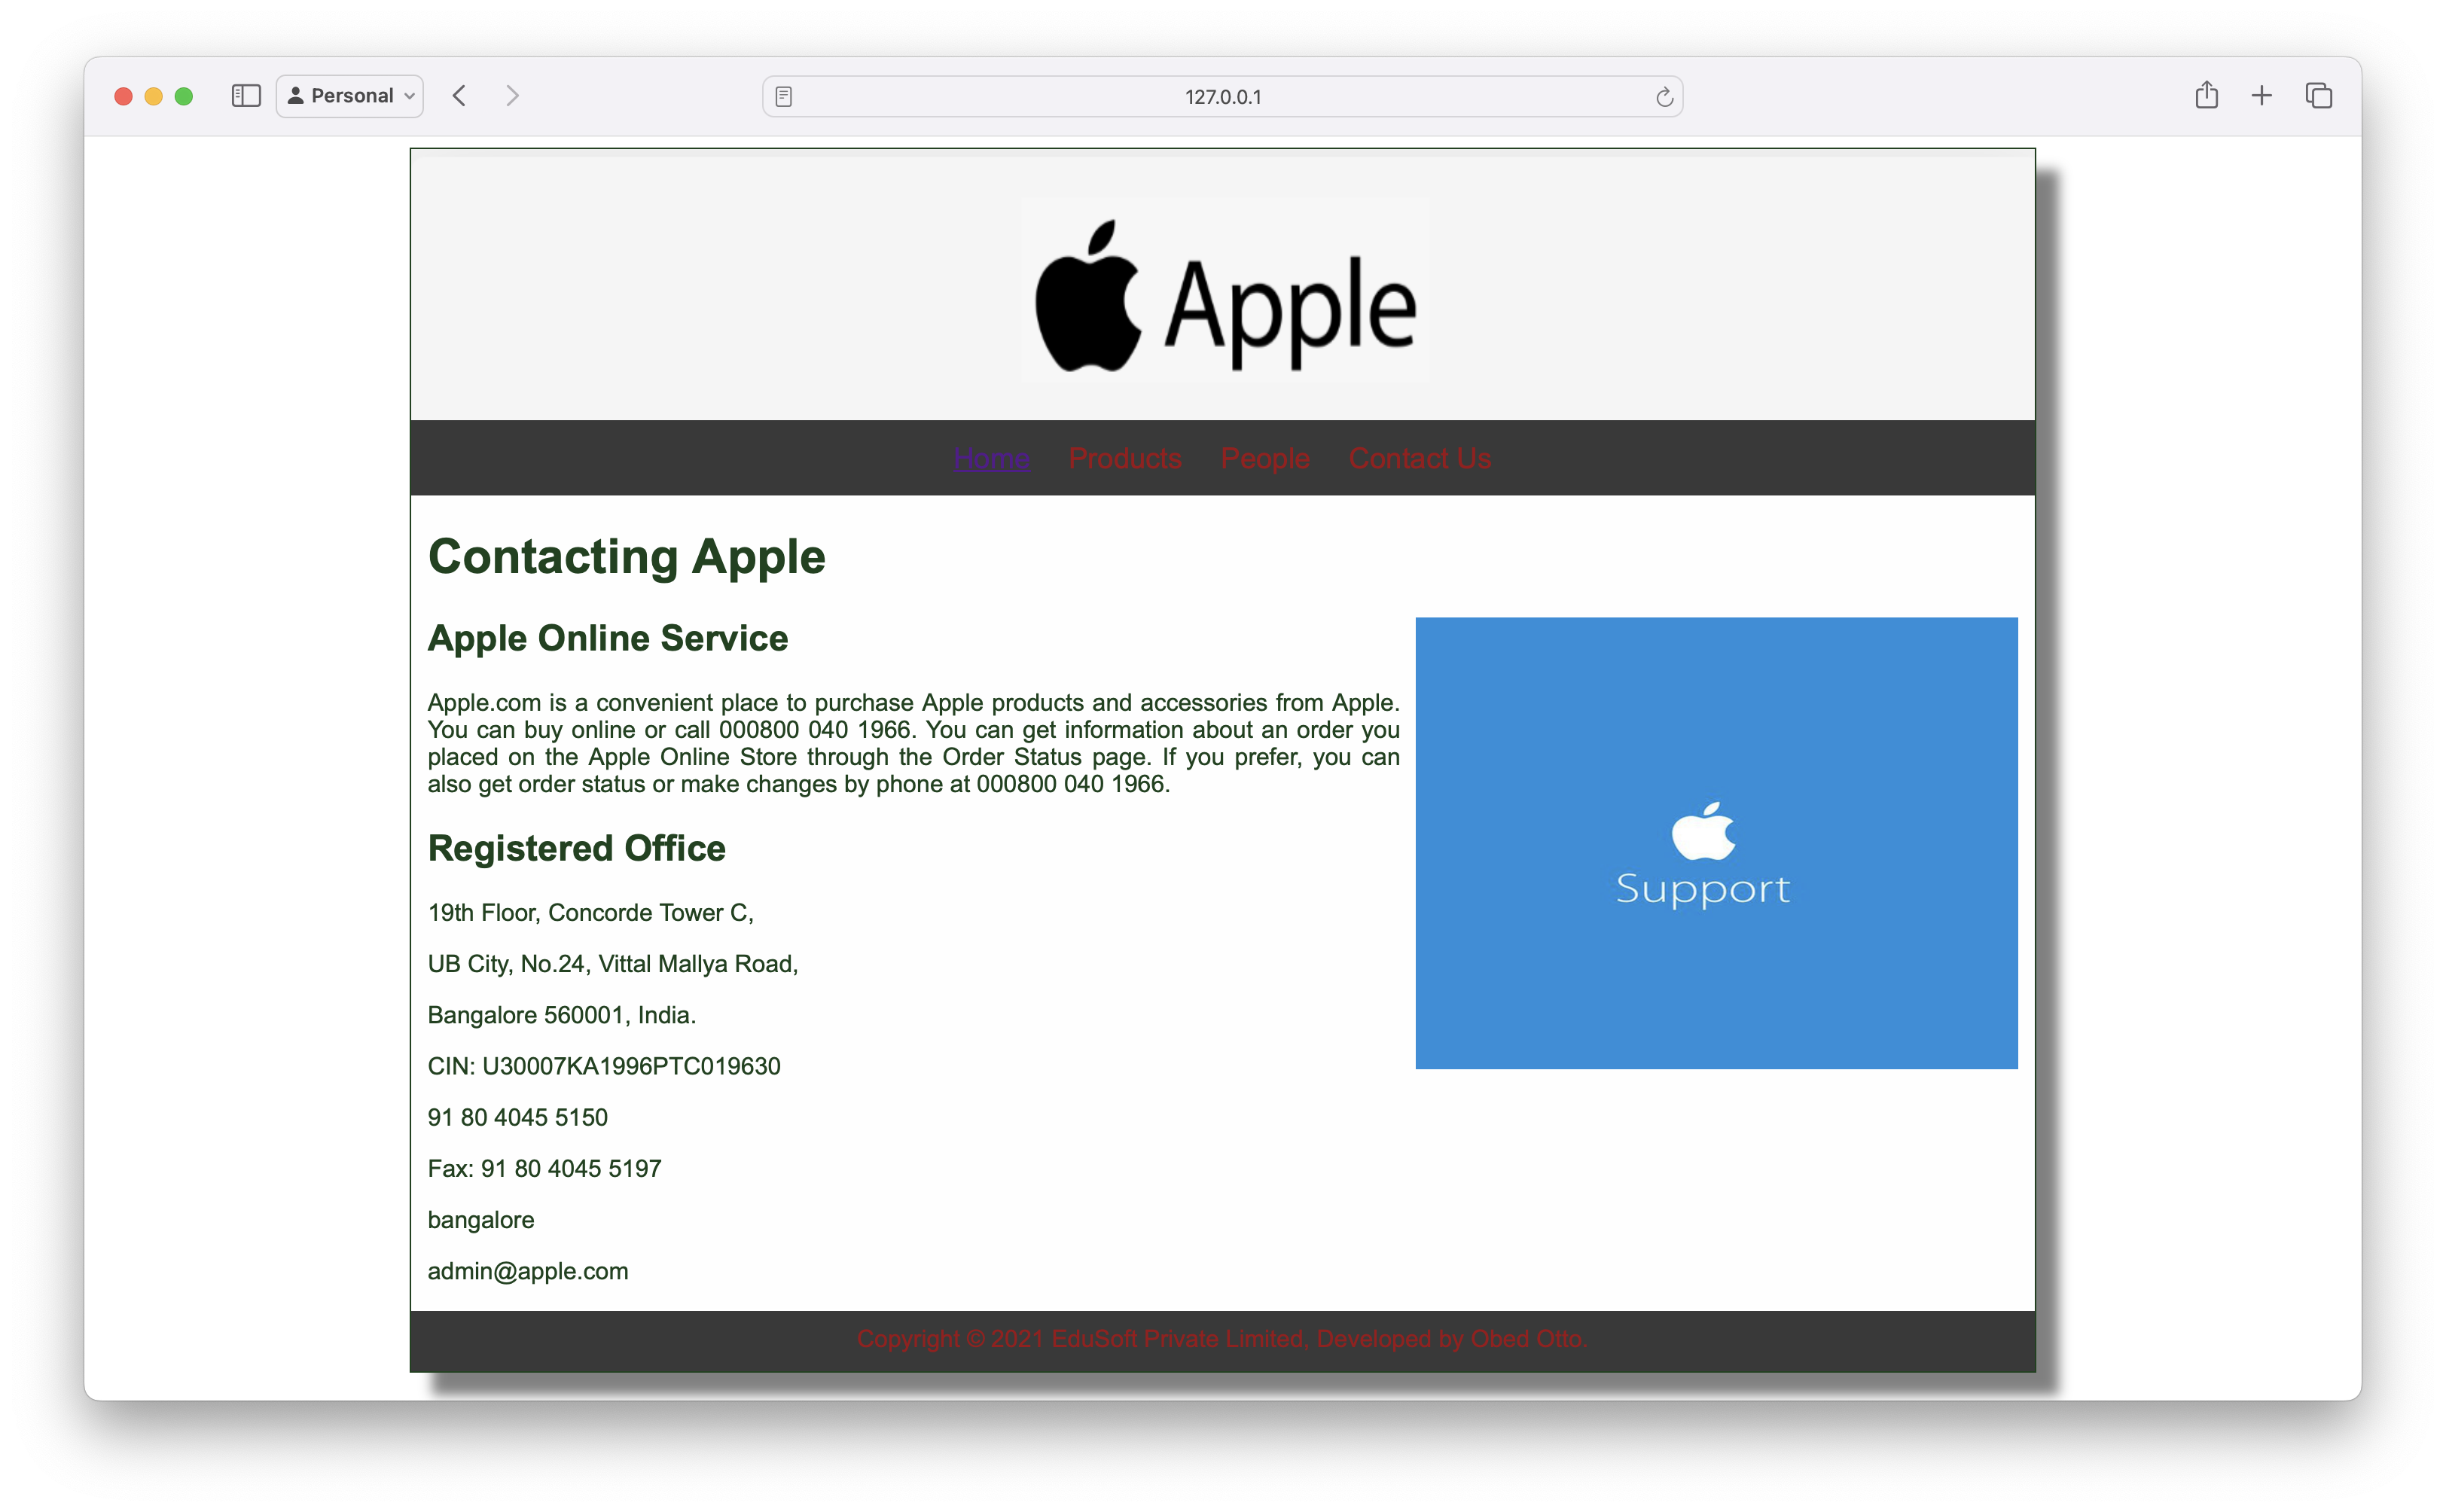 Personal
127.0.0.1
Apple
Home Products People Contact Us
Contacting Apple
Apple Online Service
Apple.com is a convenient place to purchase Apple products and accessories from Apple.
You can buy online or call 000800 040 1966. You can get information about an order you
placed on the Apple Online Store through the Order Status page. If you prefer, you can
also get order status or make changes by phone at 000800 040 1966.
Support
Registered Office
19th Floor, Concorde Tower C,
UB City, No.24, Vittal Mallya Road,
Bangalore 560001, India.
CIN: U30007KA1996PTC019630
91 80 4045 5150
Fax: 91 80 4045 5197
bangalore
admin@apple.com
Copyright © 2021 EduSoft Private Limited, Developed by Obed Otto.